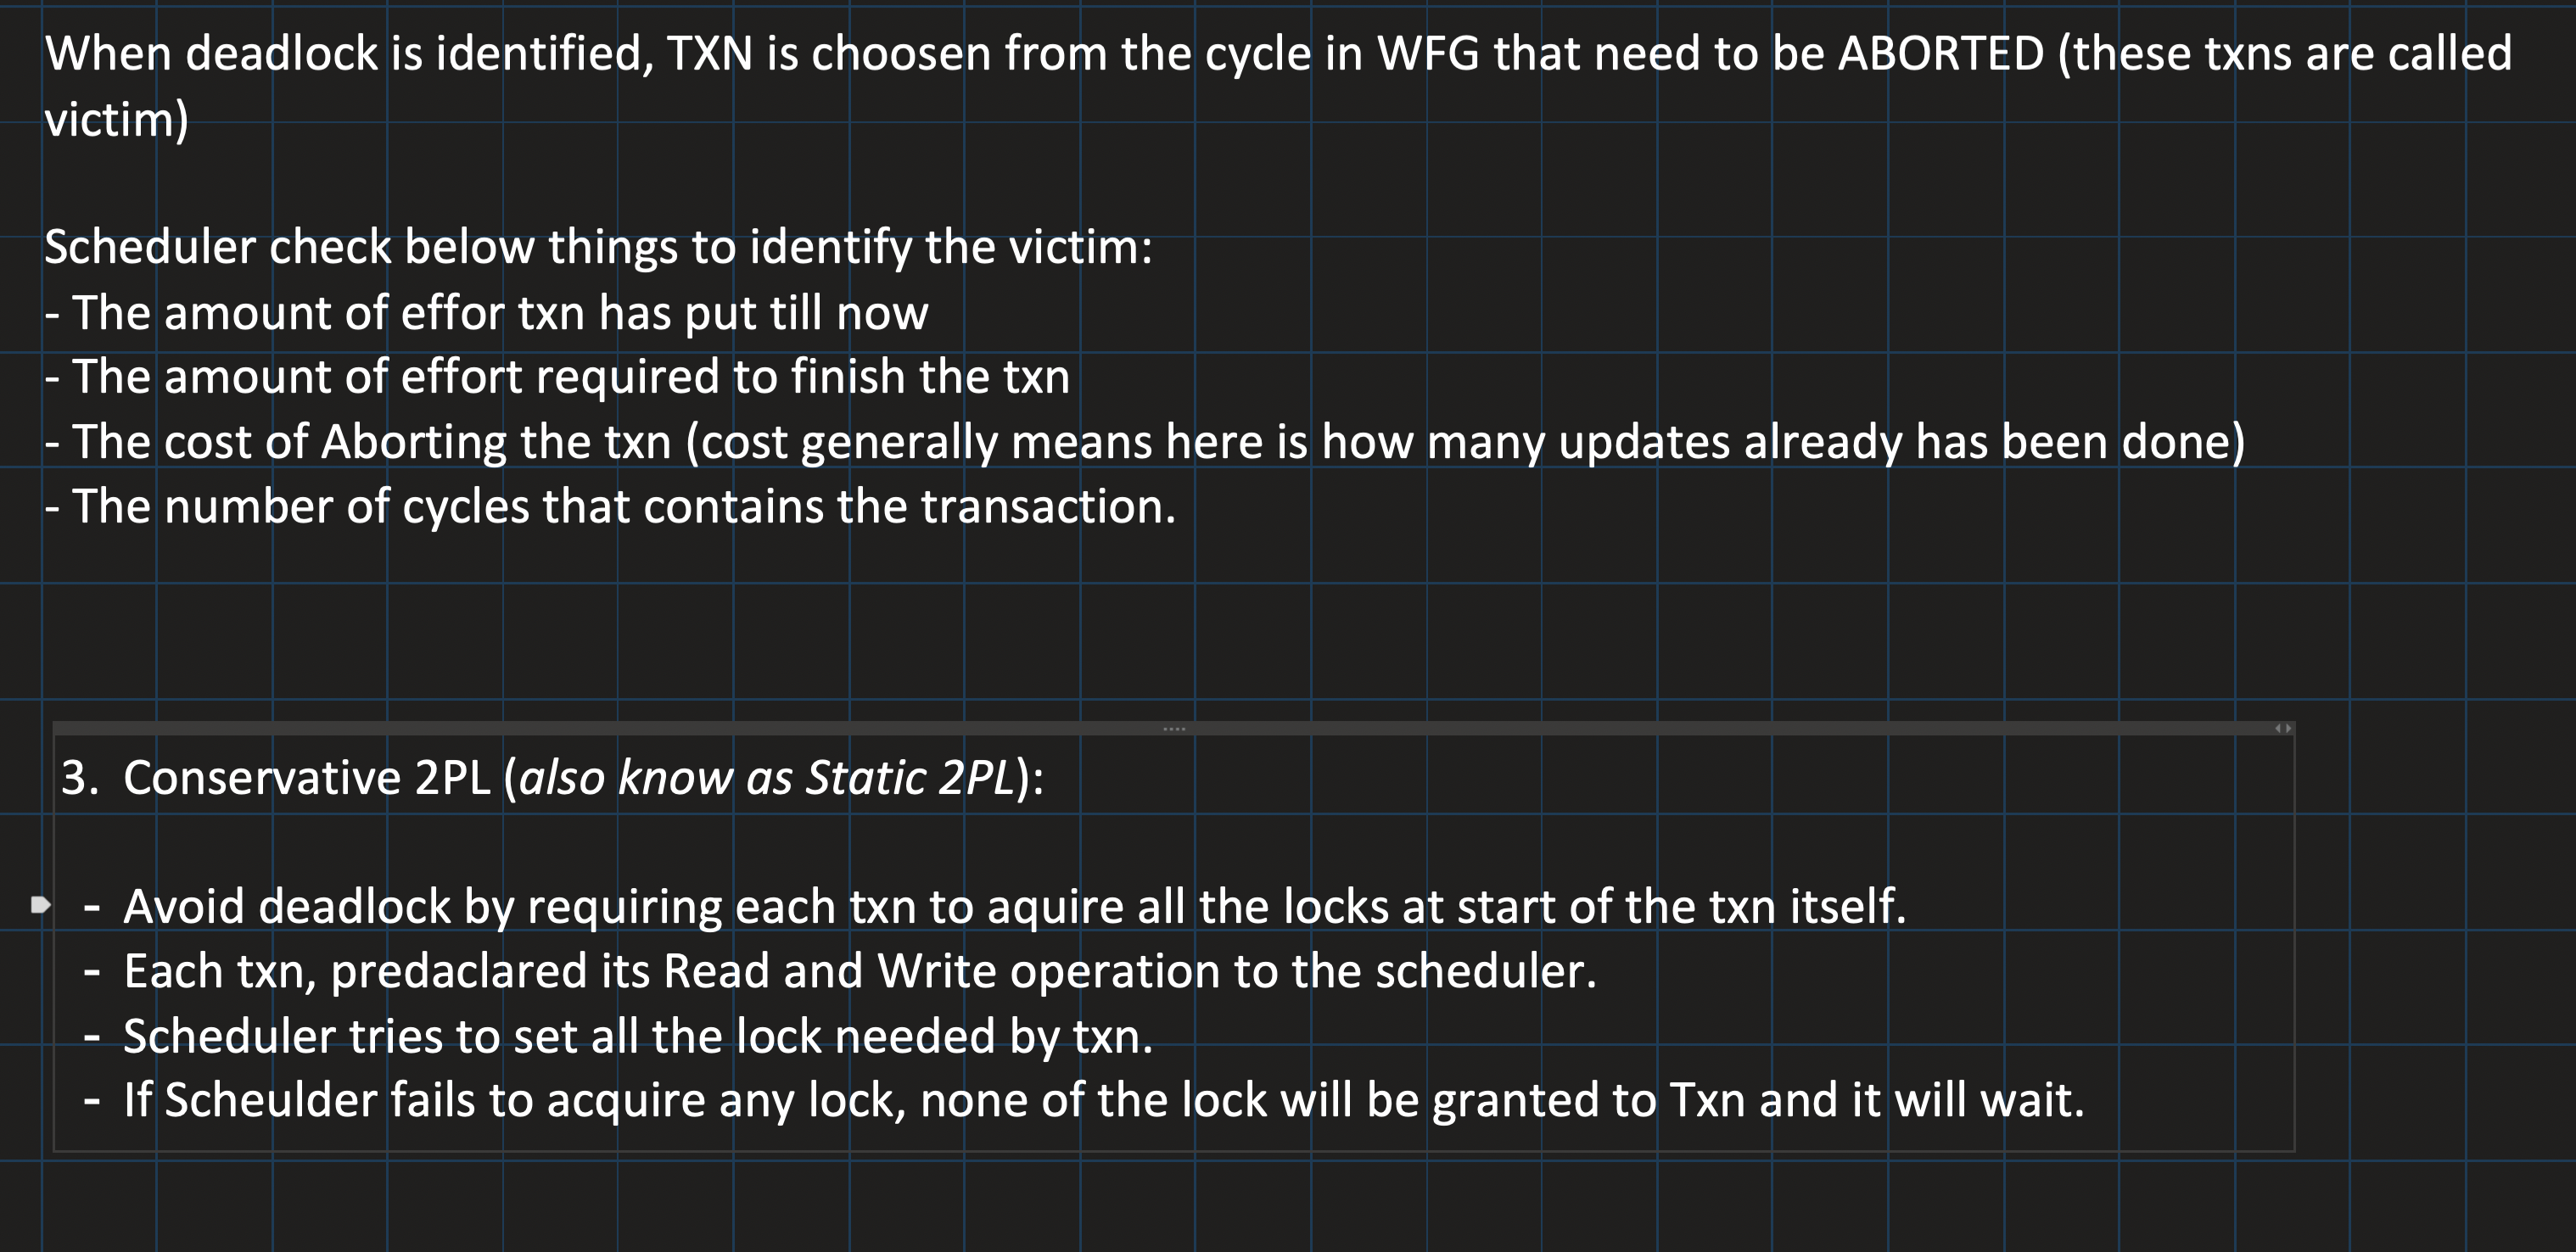 When deadlock is identified, TXN is choosen from the cycle in WFG that need to be ABORTED (these txns are called
victim)
Scheduler check below things to identify the victim:
- The amount of effor txn has put till now
- The amount of effort required to finish the txn
- The cost of Aborting the txn (cost generally means here is how many updates already has been done)
- The number of cycles that contains the transaction.
3. Conservative 2PL (also know as Static 2PL):
- Avoid deadlock by requiring each txn to aquire all the locks at start of the txn itself.
- Each txn, predaclared its Read and Write operation to the scheduler.
- Scheduler tries to set all the lock needed by txn.
- If Scheulder fails to acquire any lock, none of the lock will be granted to Txn and it will wait.